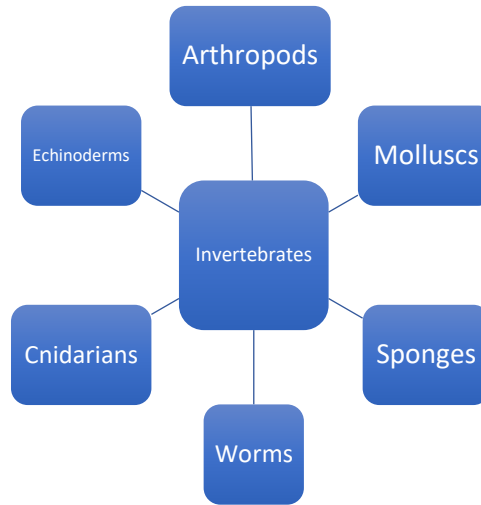 Arthropods
Echinoderms
Molluscs
Invertebrates
Cnidarians
Sponges
Worms